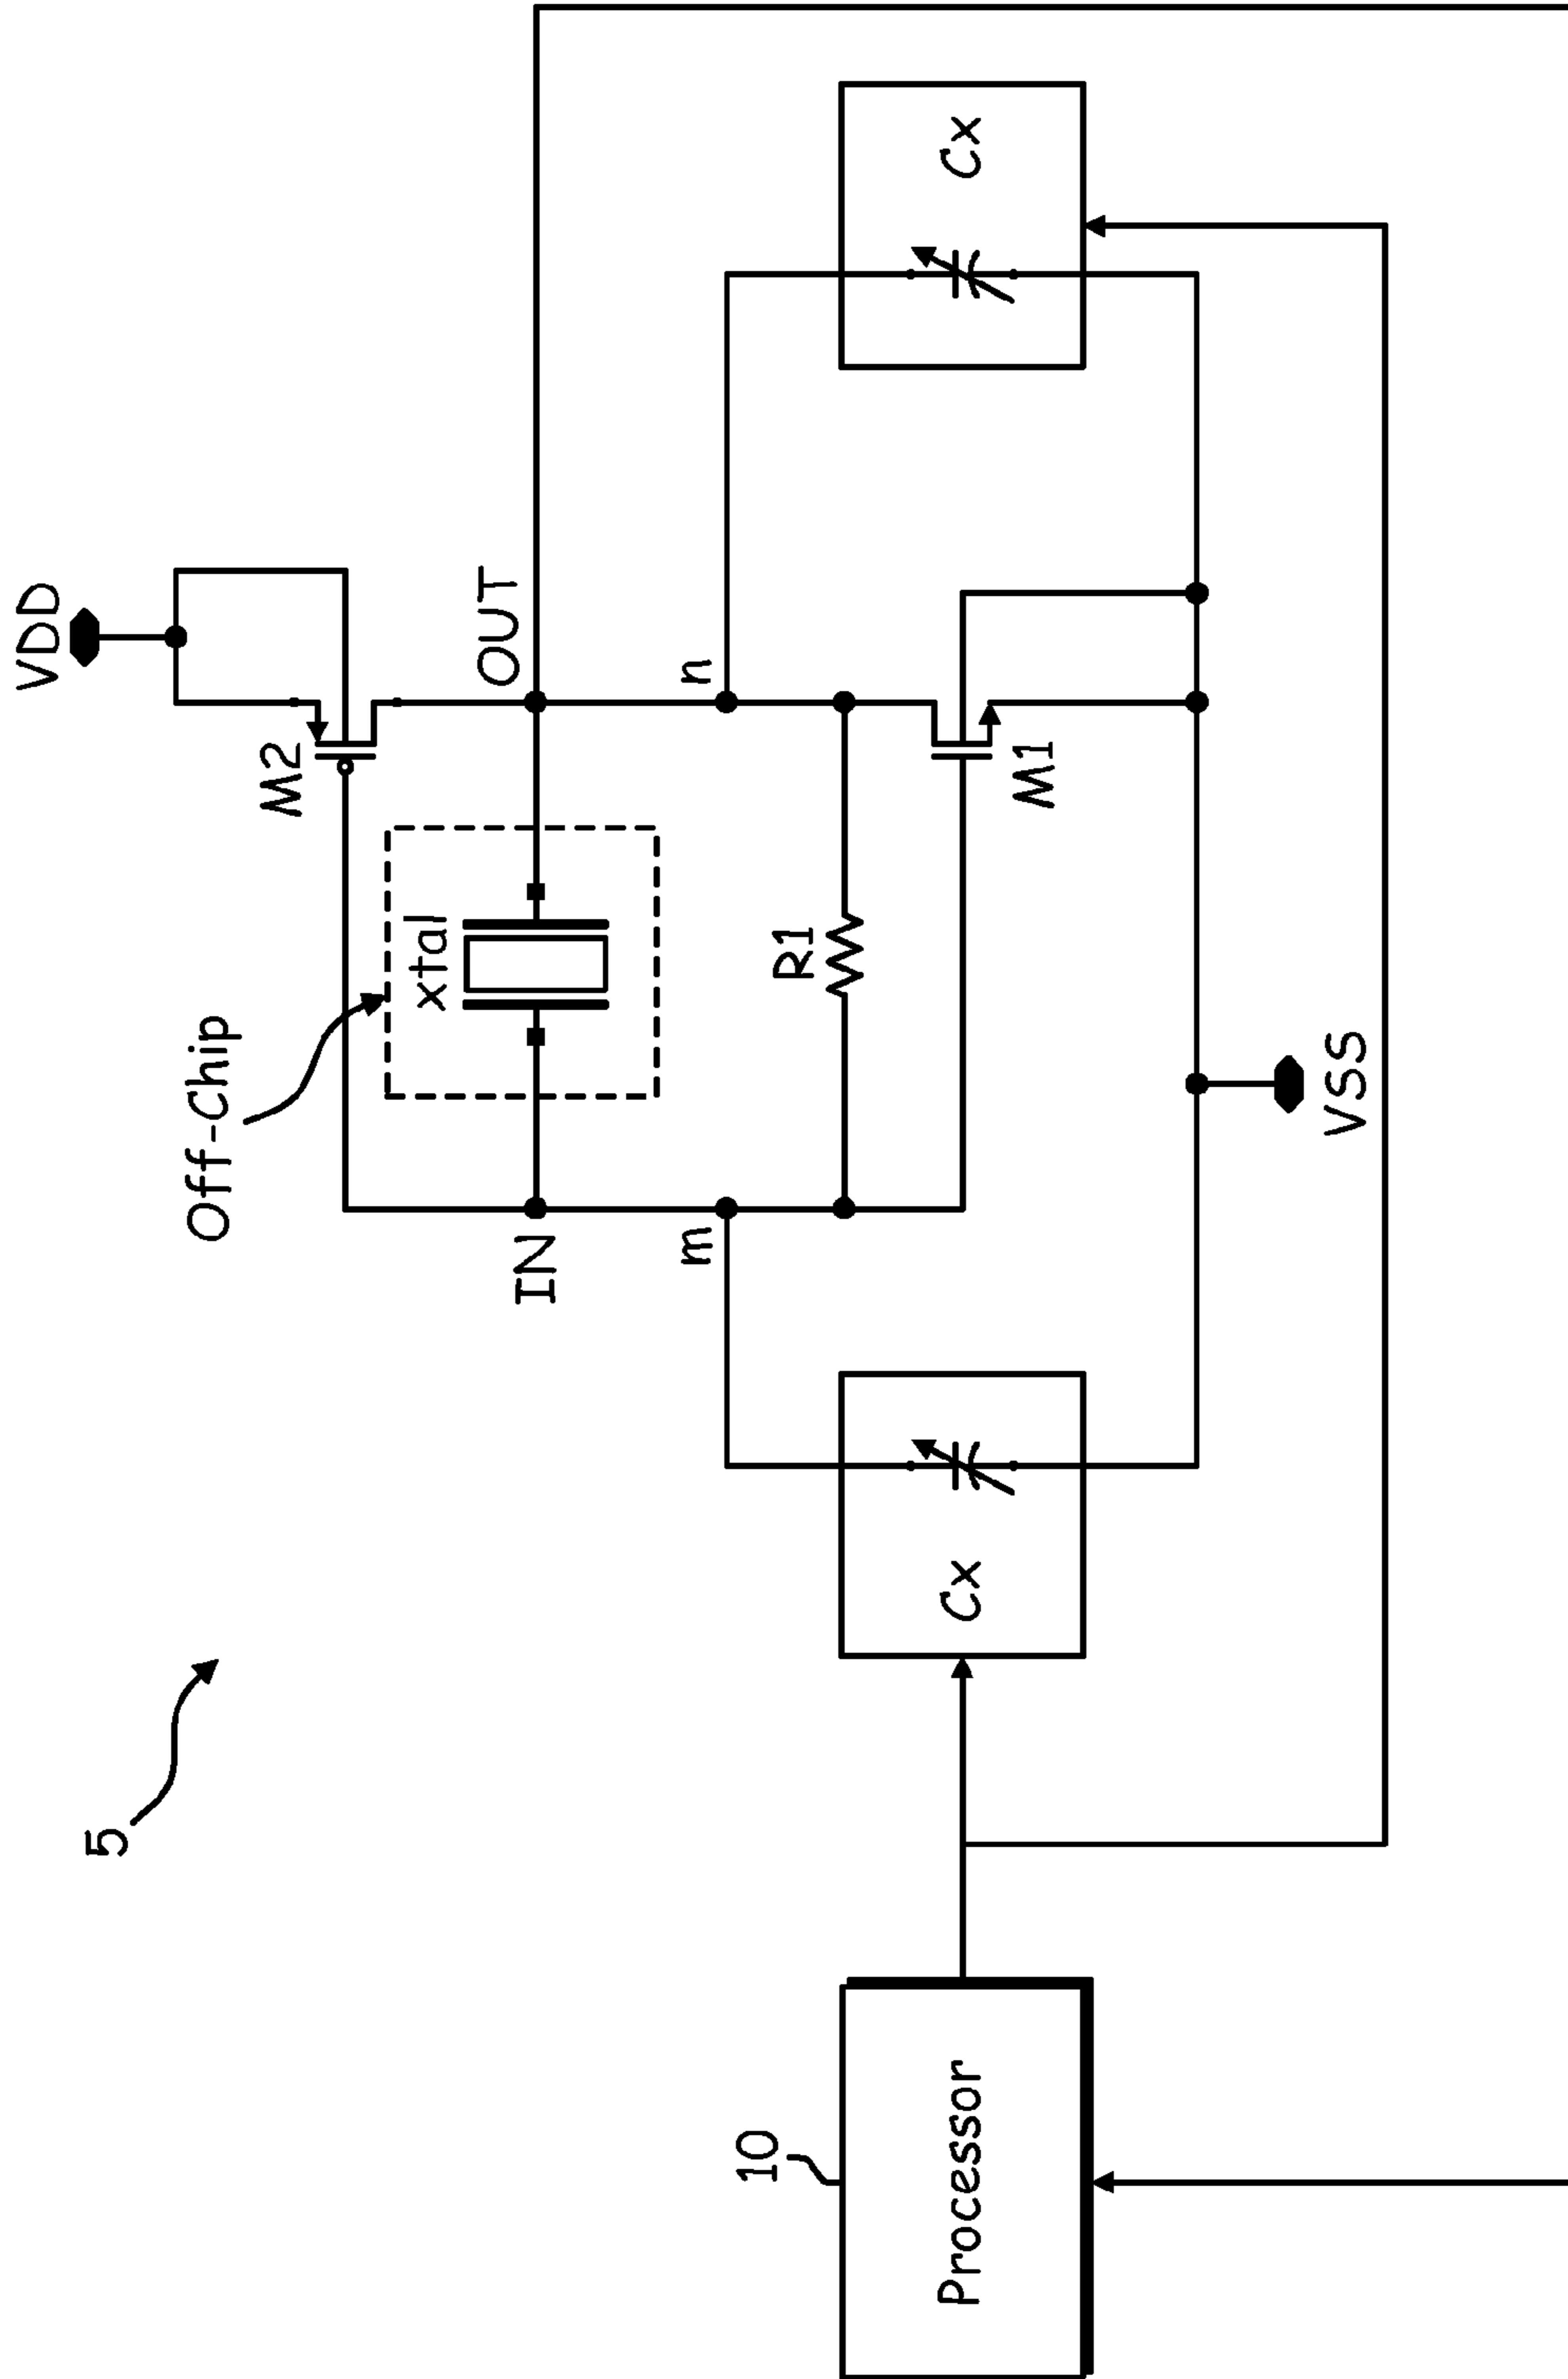 5
VDD
Off-Chip
M2
xtal
OUT
IN
m
n
R1
10
Processor
Cx
M1
Cx
VSS